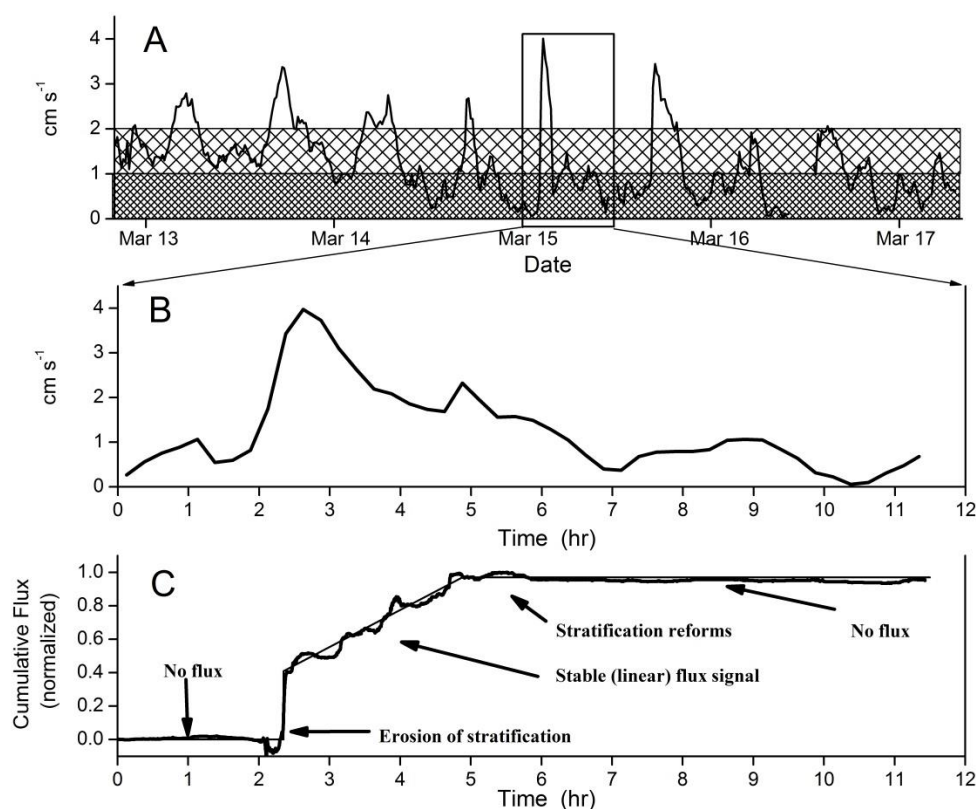 A
cm s⁻¹
4
3
2
1
0
Mar 13 Mar 14 Mar 15 Mar 16 Mar 17
Date
B
cm s⁻¹
4
3
2
1
0
0 1 2 3 4 5 6 7 8 9 10 11 12
Time (hr)
C
Cumulative Flux
(normalized)
1.0
0.8
0.6
0.4
0.2
0.0
No flux
Erosion of stratification
Stable (linear) flux signal
Stratification reforms
No flux
0 1 2 3 4 5 6 7 8 9 10 11 12
Time (hr)